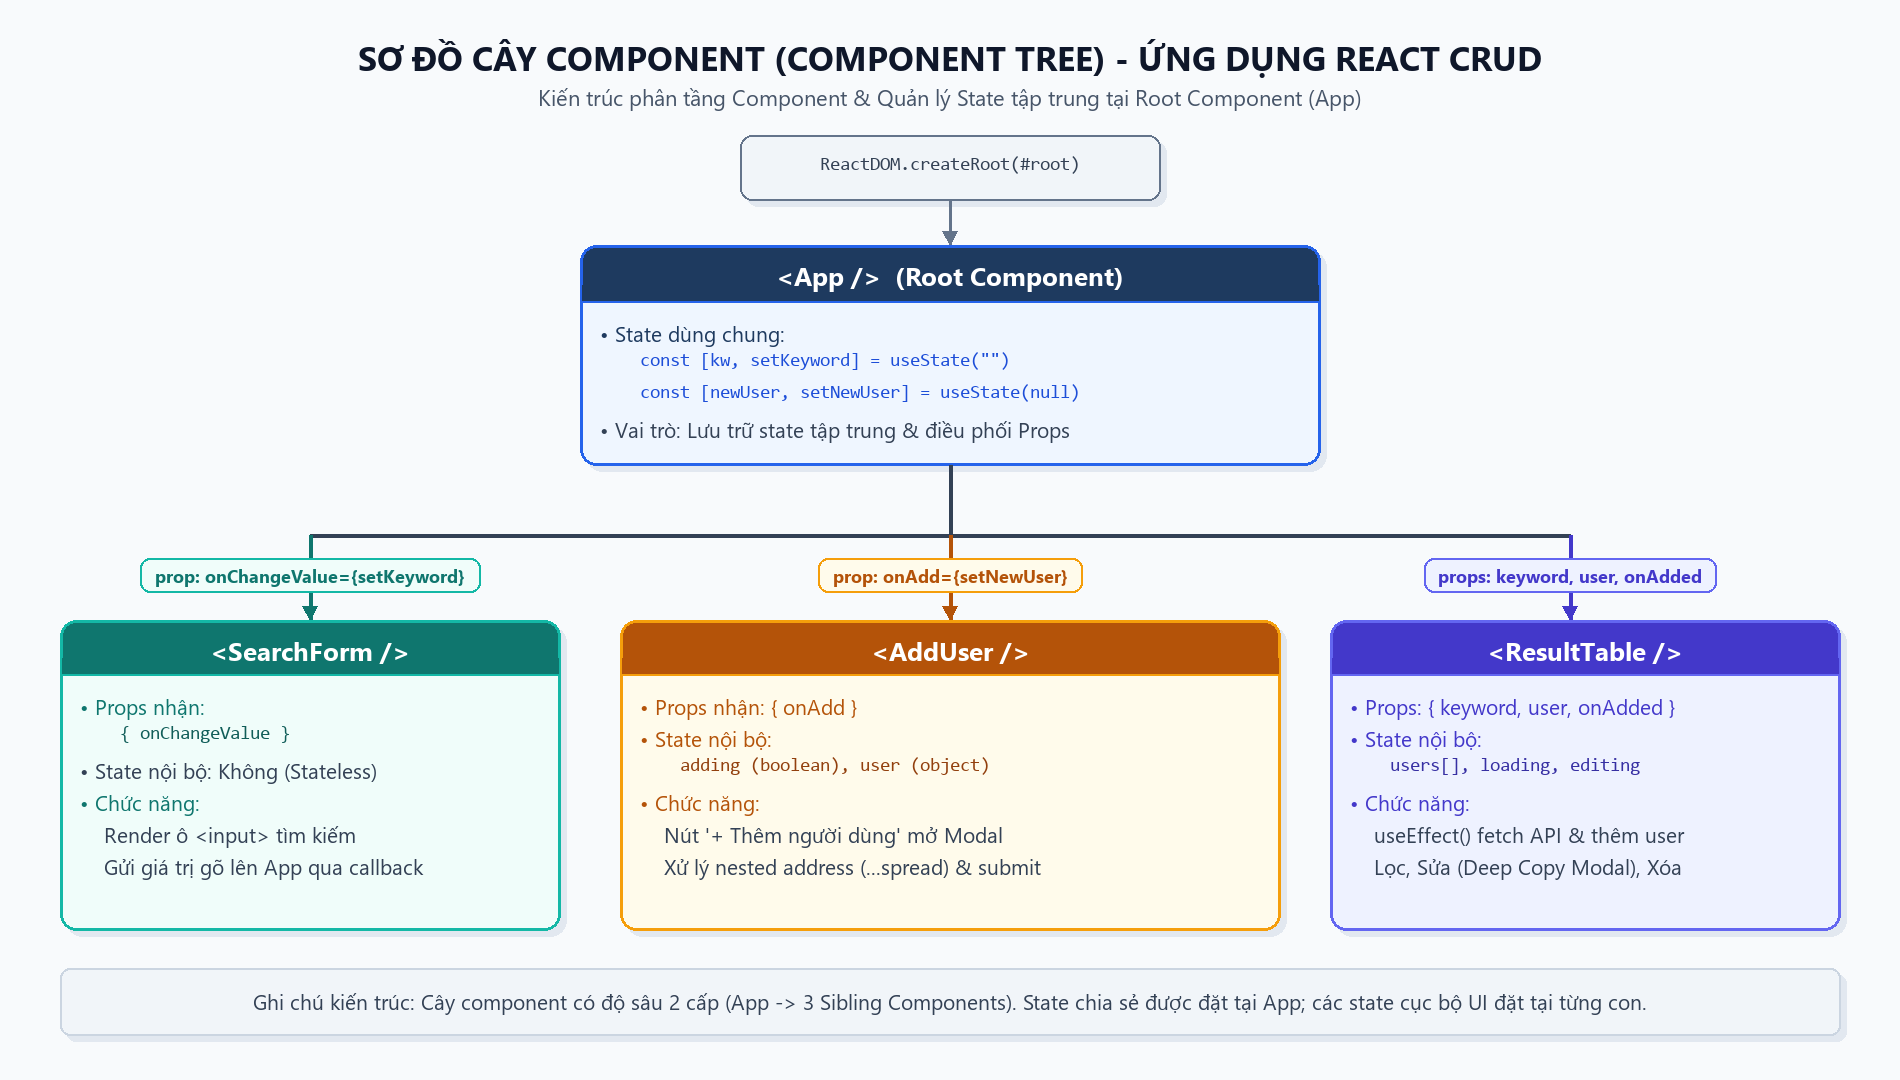 SƠ ĐỒ CÂY COMPONENT (COMPONENT TREE) - ỨNG DỤNG REACT CRUD
Kiến trúc phân tầng Component & Quản lý State tập trung tại Root Component (App)
ReactDOM.createRoot(#root)
<App /> (Root Component)
• State dùng chung:
const [kw, setKeyword] = useState("")
const [newUser, setNewUser] = useState(null)
• Vai trò: Lưu trữ state tập trung & điều phối Props
prop: onChangeValue={setKeyword}
<SearchForm />
• Props nhận:
{ onChangeValue }
• State nội bộ: Không (Stateless)
• Chức năng:
Render ô <input> tìm kiếm
Gửi giá trị gõ lên App qua callback
prop: onAdd={setNewUser}
<AddUser />
• Props nhận: { onAdd }
• State nội bộ:
adding (boolean), user (object)
• Chức năng:
Nút '+ Thêm người dùng' mở Modal
Xử lý nested address (...spread) & submit
props: keyword, user, onAdded
<ResultTable />
• Props: { keyword, user, onAdded }
• State nội bộ:
users[], loading, editing
• Chức năng:
useEffect() fetch API & thêm user
Lọc, Sửa (Deep Copy Modal), Xóa
Ghi chú kiến trúc: Cây component có độ sâu 2 cấp (App -> 3 Sibling Components). State chia sẻ được đặt tại App; các state cục bộ UI đặt tại từng con.